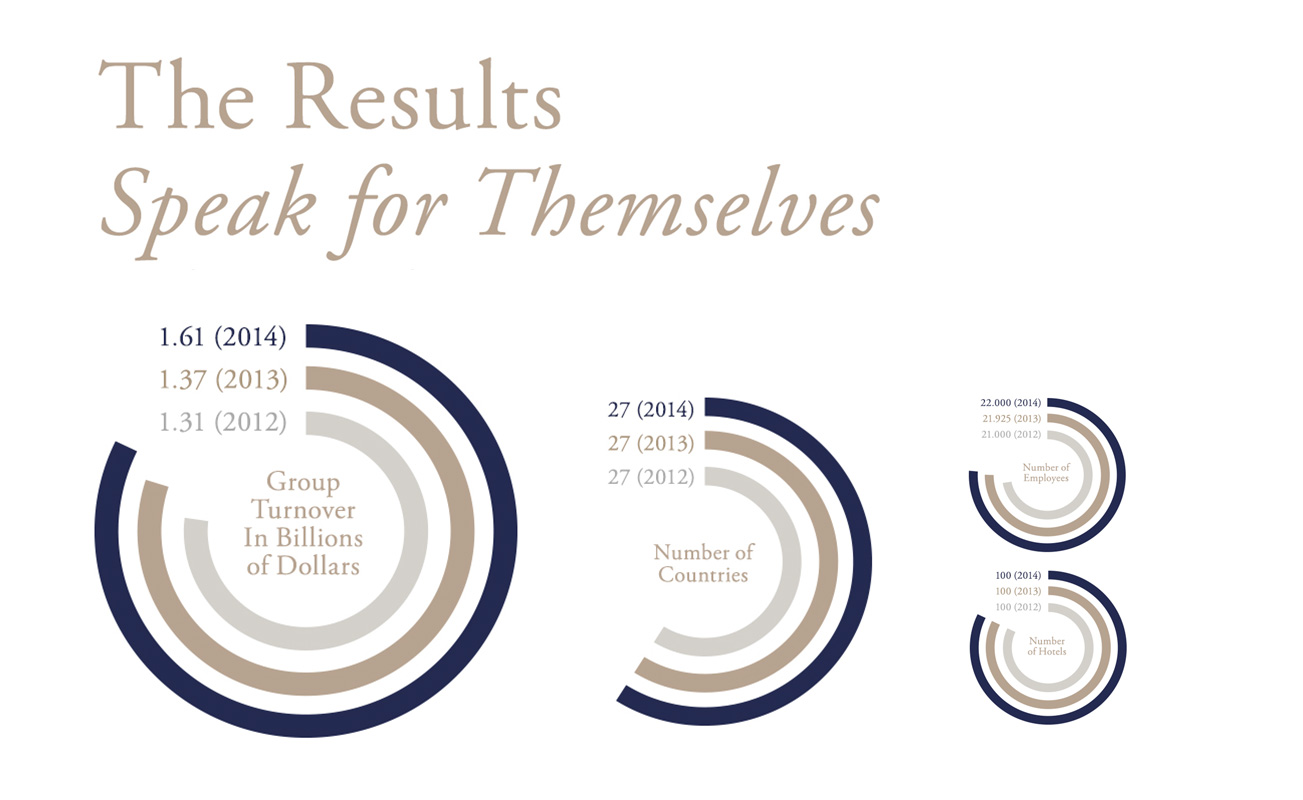 The Results
Speak for Themselves
1.61 (2014)
1.37 (2013)
1.31 (2012)
Group
Turnover
In Billions
of Dollars
27 (2014)
27 (2013)
27 (2012)
Number of
Countries
22.000 (2014)
21.925 (2013)
21.000 (2012)
Number of
Employees
100 (2014)
100 (2013)
100 (2012)
Number
of Hotels